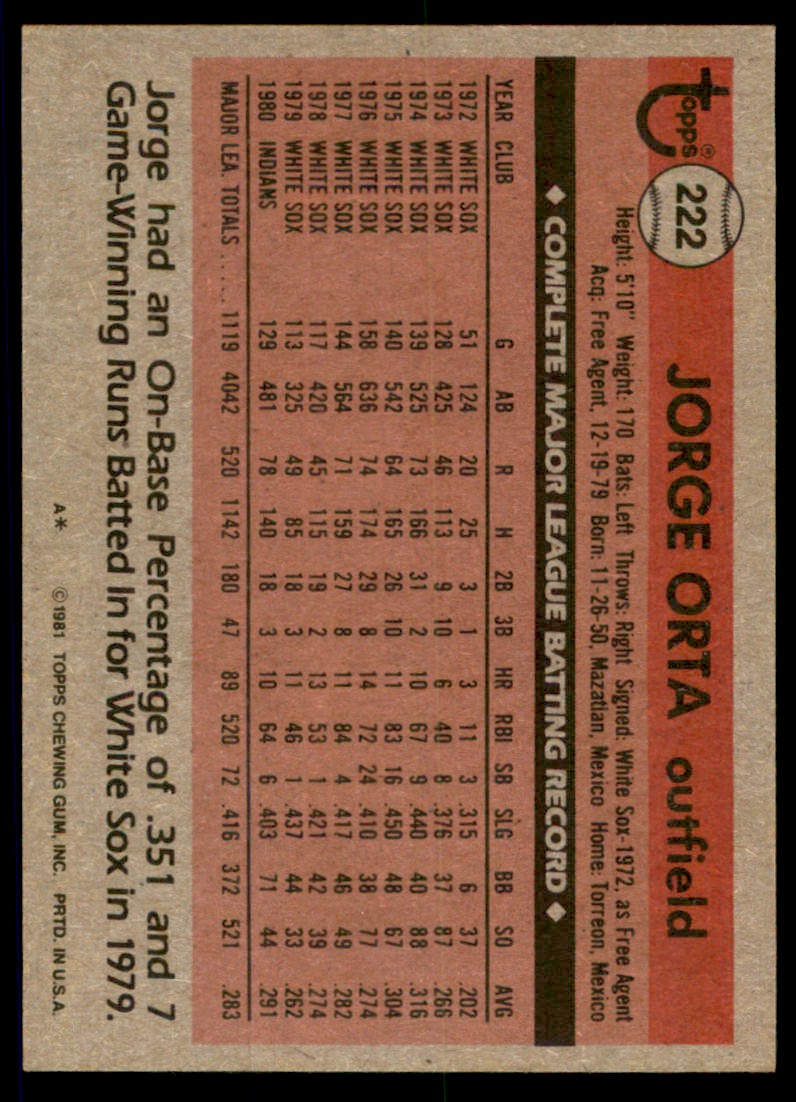 Topps®
222
JORGE ORTA outfield
Height: 5'10" Weight: 170 Bats: Left Throws: Right Signed: White Sox-1972, as Free Agent
Acq: Free Agent, 12-19-79 Born: 11-26-50, Mazatlan, Mexico Home: Torreon, Mexico
◆ COMPLETE MAJOR LEAGUE BATTING RECORD ◆
YEAR CLUB G AB R H 2B 3B HR RBI SB SLG BB SO AVG
1972 WHITE SOX 51 124 20 25 3 1 3 11 3 .315 6 37 .202
1973 WHITE SOX 128 425 46 113 9 10 6 40 8 .376 37 87 .266
1974 WHITE SOX 139 525 73 166 31 2 10 67 9 .440 40 88 .316
1975 WHITE SOX 140 542 64 165 26 10 11 83 16 .450 48 67 .304
1976 WHITE SOX 158 636 74 174 29 8 14 72 24 .410 38 77 .274
1977 WHITE SOX 144 564 71 159 27 8 11 84 4 .417 46 49 .282
1978 WHITE SOX 117 420 45 115 19 2 13 53 1 .421 42 39 .274
1979 WHITE SOX 113 325 49 85 18 3 11 46 1 .437 44 33 .262
1980 INDIANS 129 481 78 140 18 3 10 64 6 .403 71 44 .291
MAJOR LEA. TOTALS ...... 1119 4042 520 1142 180 47 89 520 72 .416 372 521 .283
Jorge had an On-Base Percentage of .351 and 7
Game-Winning Runs Batted In for White Sox in 1979.
A* ©1981 TOPPS CHEWING GUM, INC. PRTD. IN U.S.A.